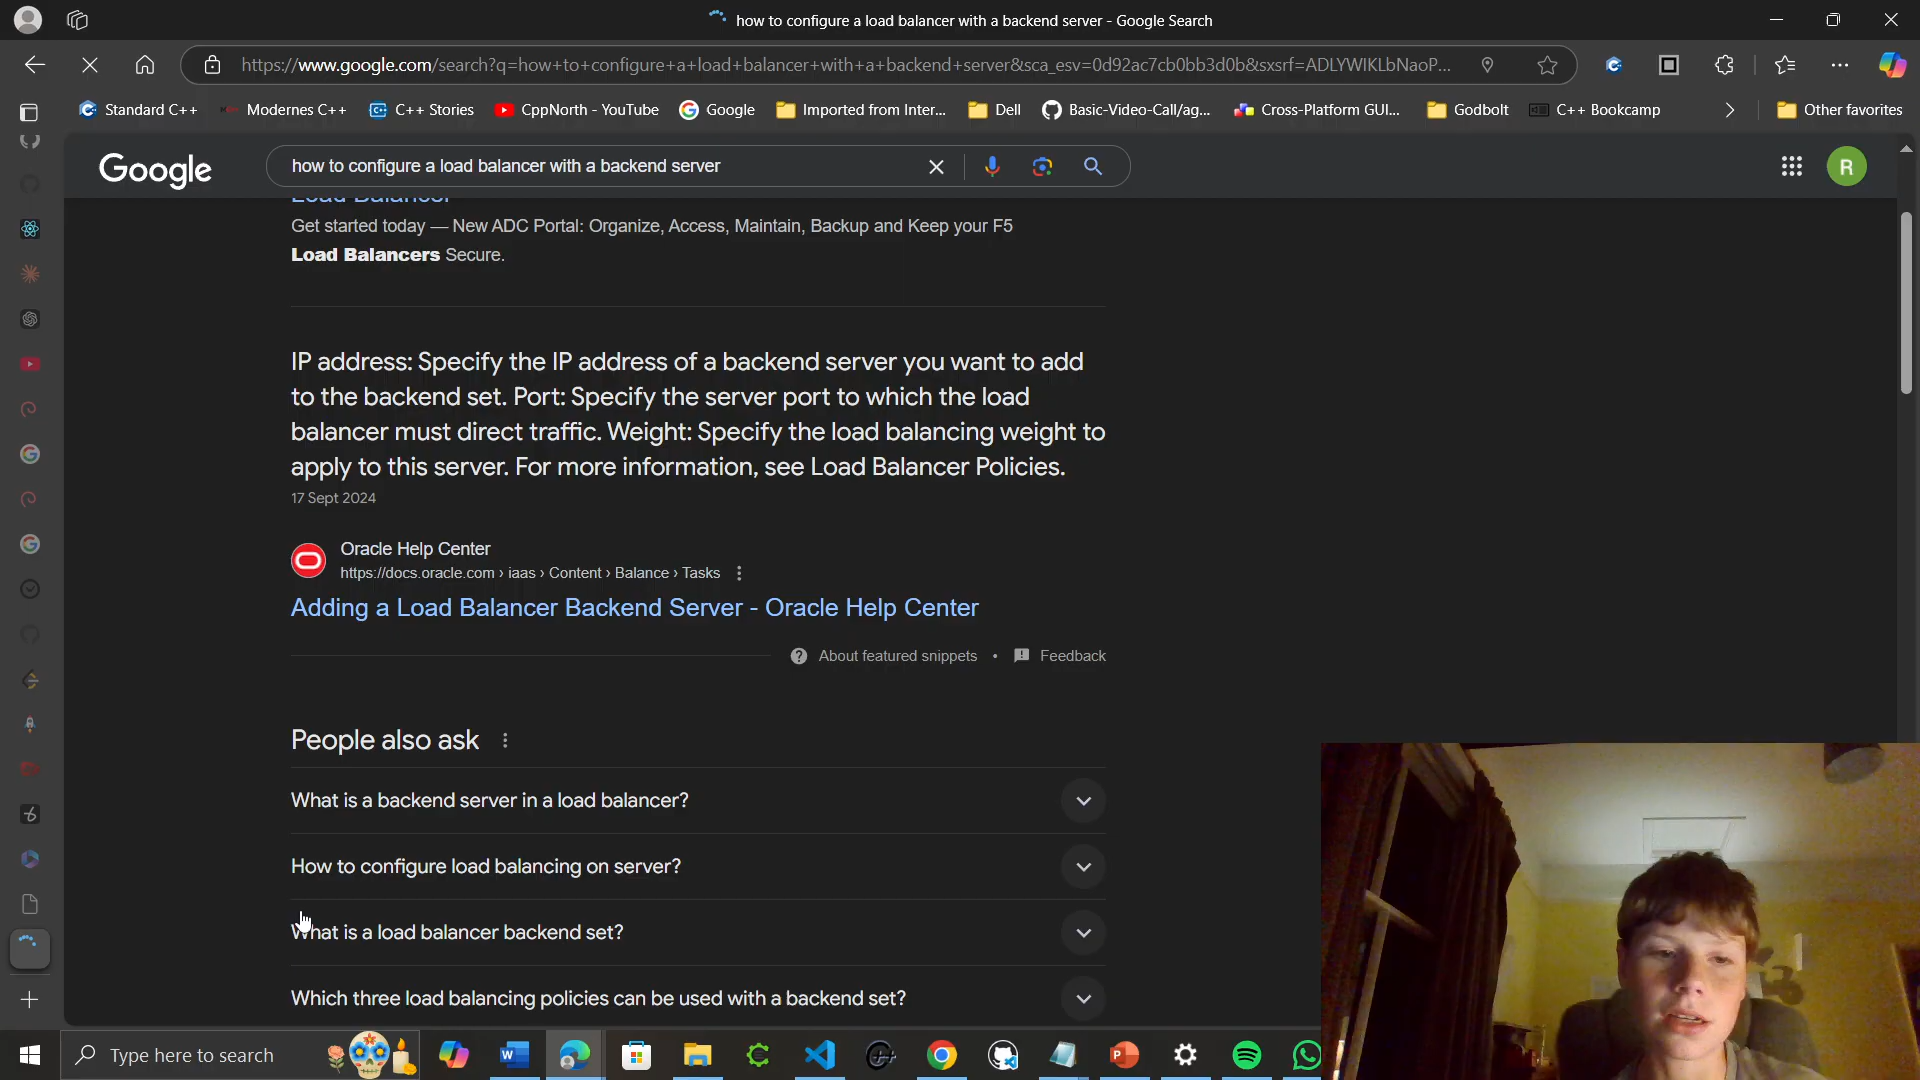 how to configure a load balancer with a backend server - Google Search
https://www.google.com/search?q=how+to+configure+a+load+balancer+with+a+backend+server&sca_esv=0d92ac7cb0bb3d0b&sxsrf=ADLYWIKLbNaoP...
Standard C++
Modernes C++
C++ Stories
CppNorth - YouTube
Google
Imported from Inter...
Dell
Basic-Video-Call/ag...
Cross-Platform GUI...
Godbolt
C++ Bookcamp
Other favorites
Google
how to configure a load balancer with a backend server
R
Load Balancer
Get started today — New ADC Portal: Organize, Access, Maintain, Backup and Keep your F5
Load Balancers Secure.
IP address: Specify the IP address of a backend server you want to add
to the backend set. Port: Specify the server port to which the load
balancer must direct traffic. Weight: Specify the load balancing weight to
apply to this server. For more information, see Load Balancer Policies.
17 Sept 2024
Oracle Help Center
https://docs.oracle.com › iaas › Content › Balance › Tasks
Adding a Load Balancer Backend Server - Oracle Help Center
About featured snippets • Feedback
People also ask
What is a backend server in a load balancer?
How to configure load balancing on server?
What is a load balancer backend set?
Which three load balancing policies can be used with a backend set?
Type here to search